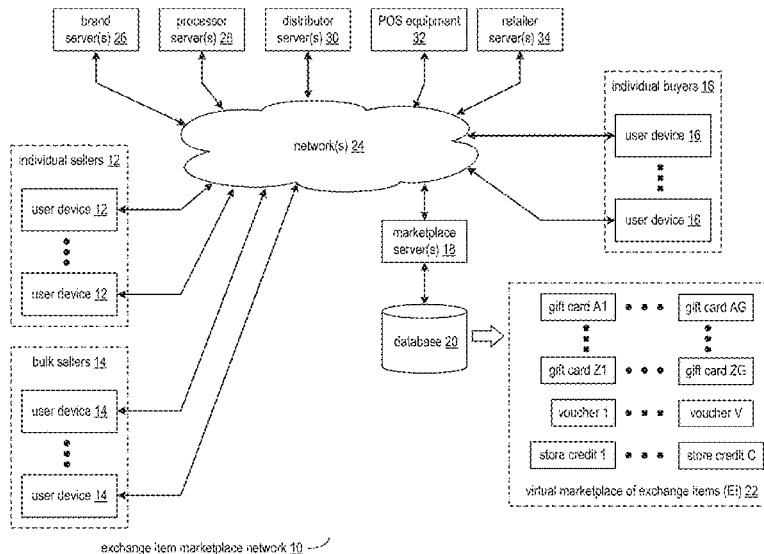 brand server(s) 26
processor server(s) 28
distributor server(s) 30
POS equipment 32
retailer server(s) 34
individual buyers 16
user device 16
user device 16
network(s) 24
individual sellers 12
user device 12
user device 12
marketplace server(s) 18
database 20
gift card A1
gift card AG
gift card Z1
gift card ZG
voucher 1
voucher V
store credit 1
store credit C
virtual marketplace of exchange items (EI) 22
bulk sellers 14
user device 14
user device 14
exchange item marketplace network 10